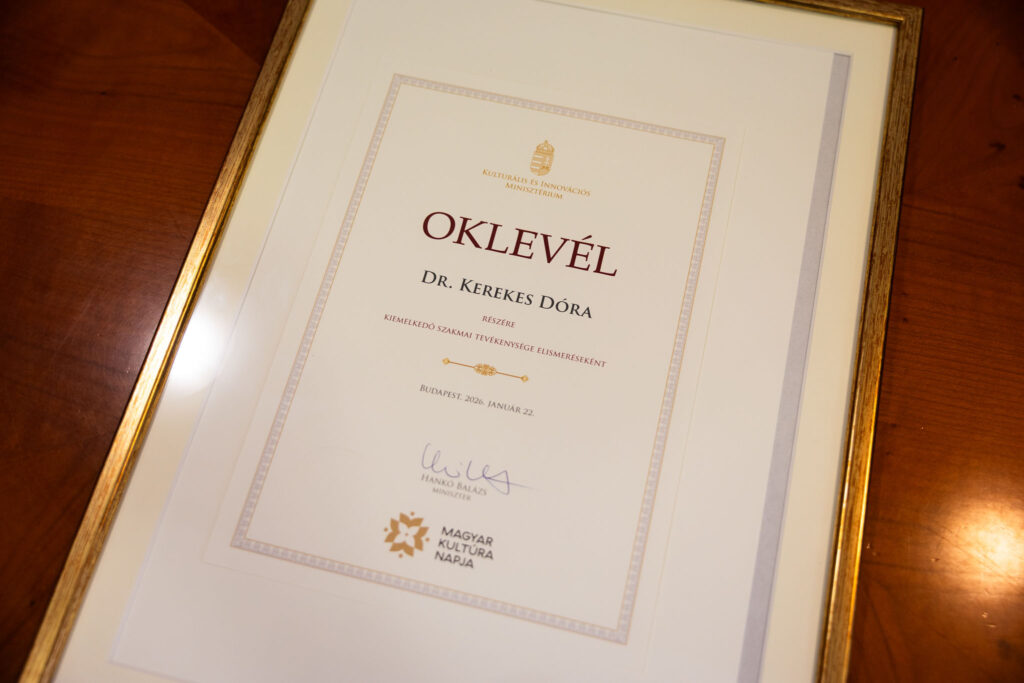 Kulturális és Innovációs
Minisztérium
OKLEVÉL
Dr. Kerekes Dóra
részére
kiemelkedő szakmai tevékenysége elismeréseként
Budapest, 2026. január 22.
Hankó Balázs
miniszter
MAGYAR
KULTÚRA
NAPJA